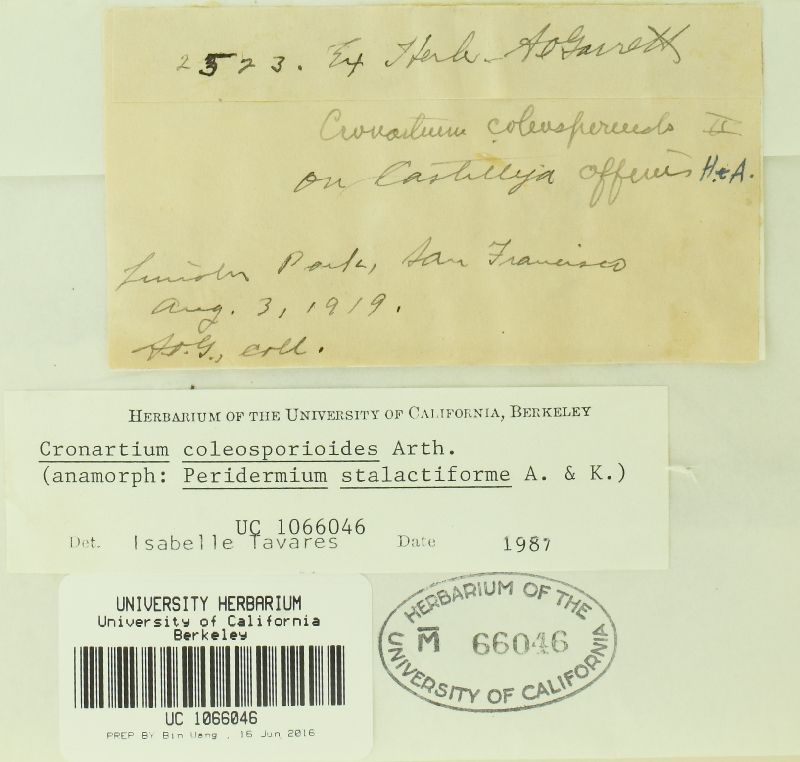 2523. Ex Herb. A.O. Garrett
Cronartium coleosporioids II
on Castilleja affinis H.&A.
Lincoln Park, San Francisco
Aug. 3, 1919.
A.O.G., coll.
HERBARIUM OF THE UNIVERSITY OF CALIFORNIA, BERKELEY
Cronartium coleosporioides Arth.
(anamorph: Peridermium stalactiforme A. & K.)
UC 1066046
Det. Isabelle Tavares Date 1987
UNIVERSITY HERBARIUM
University of California
Berkeley
UC 1066046
PREP BY Bin Wang , 16 Jun 2016
HERBARIUM OF THE
M 66046
UNIVERSITY OF CALIFORNIA